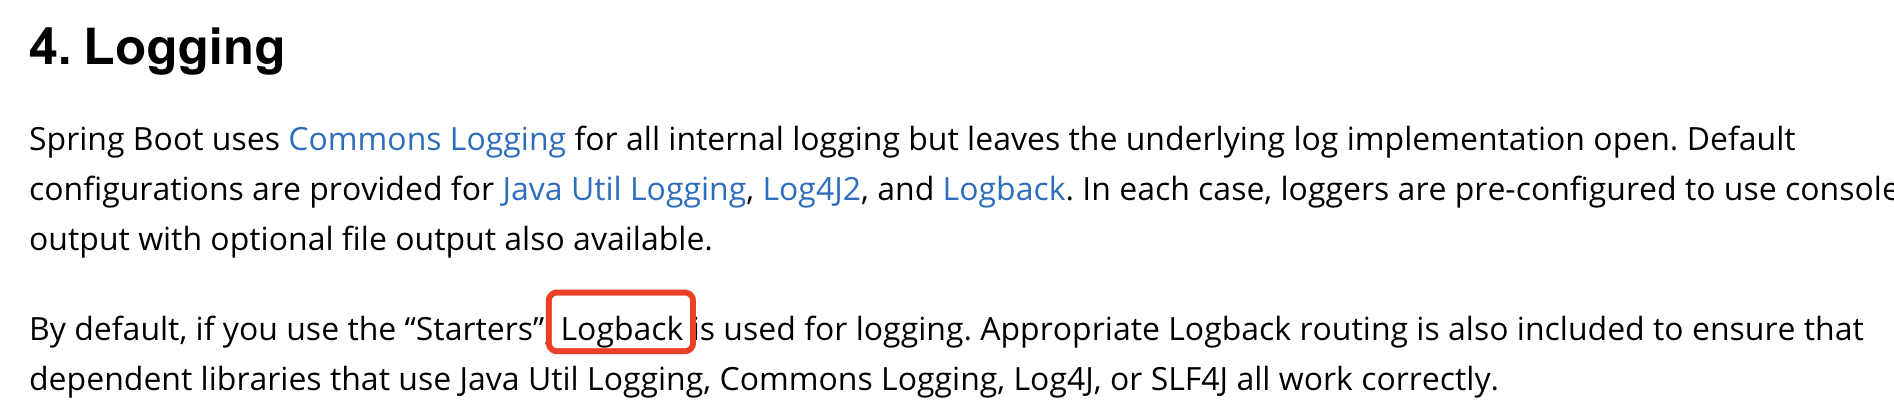 4. Logging
Spring Boot uses Commons Logging for all internal logging but leaves the underlying log implementation open. Default
configurations are provided for Java Util Logging, Log4J2, and Logback. In each case, loggers are pre-configured to use console
output with optional file output also available.
By default, if you use the “Starters”, Logback is used for logging. Appropriate Logback routing is also included to ensure that
dependent libraries that use Java Util Logging, Commons Logging, Log4J, or SLF4J all work correctly.